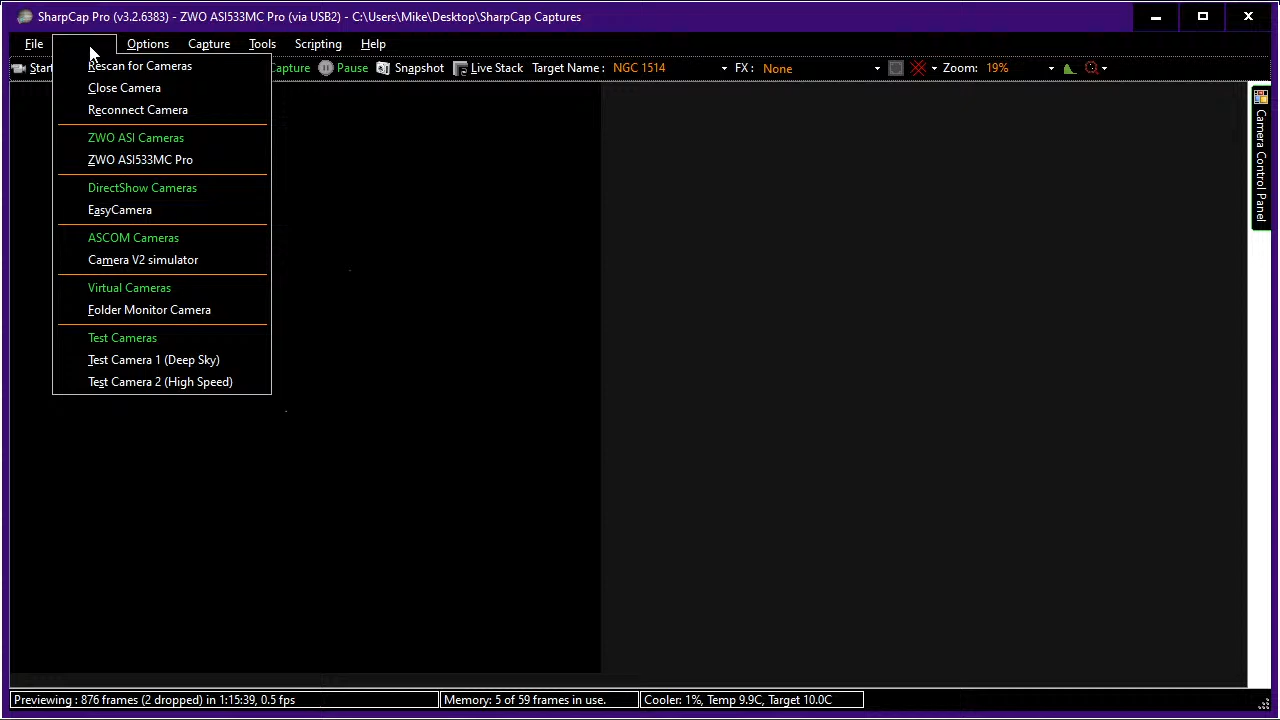 SharpCap Pro (v3.2.6383) - ZWO ASI533MC Pro (via USB2) - C:\Users\Mike\Desktop\SharpCap Captures
File Options Capture Tools Scripting Help
Start Capture Pause Snapshot Live Stack Target Name : NGC 1514 FX : None Zoom: 19%
Rescan for Cameras
Close Camera
Reconnect Camera
ZWO ASI Cameras
ZWO ASI533MC Pro
DirectShow Cameras
EasyCamera
ASCOM Cameras
Camera V2 simulator
Virtual Cameras
Folder Monitor Camera
Test Cameras
Test Camera 1 (Deep Sky)
Test Camera 2 (High Speed)
Camera Control Panel
Previewing : 876 frames (2 dropped) in 1:15:39, 0.5 fps Memory: 5 of 59 frames in use. Cooler: 1%, Temp 9.9C, Target 10.0C